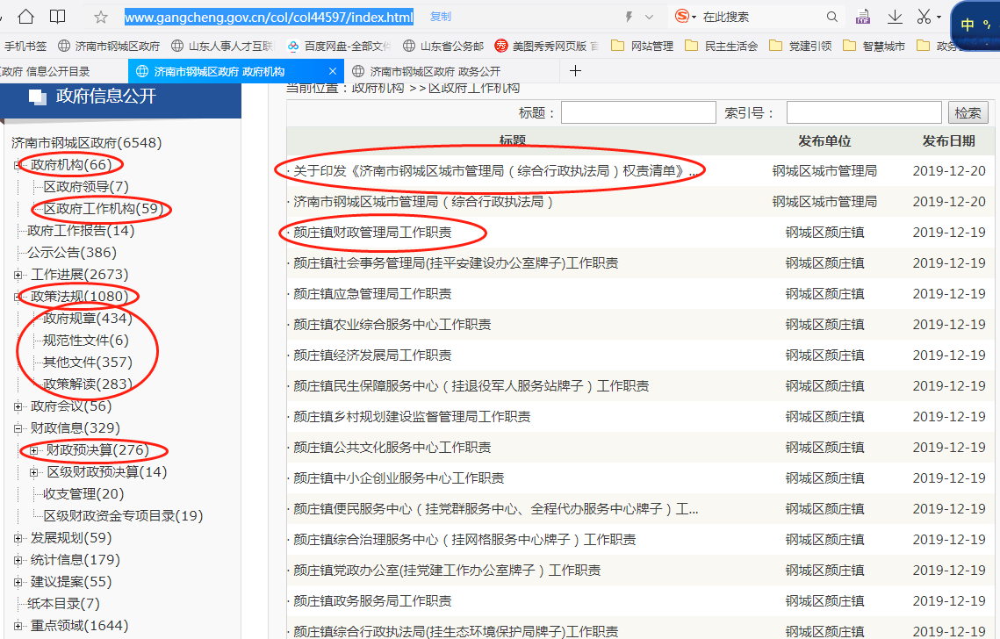 www.gangcheng.gov.cn/col/col44597/index.html 复制 在此搜索 中
手机书签 济南市钢城区政府 山东人事人才互联 百度网盘-全部文件 山东省公务邮 美图秀秀网页版 网站管理 民主生活会 党建引领 智慧城市 政务
政府 信息公开目录 济南市钢城区政府 政府机构 济南市钢城区政府 政务公开
政府信息公开
济南市钢城区政府(6548)
政府机构(66)
区政府领导(7)
区政府工作机构(59)
政府工作报告(14)
公示公告(386)
工作进展(2673)
政策法规(1080)
政府规章(434)
规范性文件(6)
其他文件(357)
政策解读(283)
政府会议(56)
财政信息(329)
财政预决算(276)
区级财政预决算(14)
收支管理(20)
区级财政资金专项目录(19)
发展规划(59)
统计信息(179)
建议提案(55)
纸本目录(7)
重点领域(1644)
当前位置：政府机构 >>区政府工作机构
标题： 索引号： 检索
标题 发布单位 发布日期
· 关于印发《济南市钢城区城市管理局（综合行政执法局）权责清单》... 钢城区城市管理局 2019-12-20
· 济南市钢城区城市管理局（综合行政执法局） 钢城区城市管理局 2019-12-20
· 颜庄镇财政管理局工作职责 钢城区颜庄镇 2019-12-19
· 颜庄镇社会事务管理局(挂平安建设办公室牌子)工作职责 钢城区颜庄镇 2019-12-19
· 颜庄镇应急管理局工作职责 钢城区颜庄镇 2019-12-19
· 颜庄镇农业综合服务中心工作职责 钢城区颜庄镇 2019-12-19
· 颜庄镇经济发展局工作职责 钢城区颜庄镇 2019-12-19
· 颜庄镇民生保障服务中心（挂退役军人服务站牌子）工作职责 钢城区颜庄镇 2019-12-19
· 颜庄镇乡村规划建设监督管理局工作职责 钢城区颜庄镇 2019-12-19
· 颜庄镇公共文化服务中心工作职责 钢城区颜庄镇 2019-12-19
· 颜庄镇中小企创业服务中心工作职责 钢城区颜庄镇 2019-12-19
· 颜庄镇便民服务中心（挂党群服务中心、全程代办服务中心牌子）工... 钢城区颜庄镇 2019-12-19
· 颜庄镇综合治理服务中心（挂网格服务中心牌子）工作职责 钢城区颜庄镇 2019-12-19
· 颜庄镇党政办公室(挂党建工作办公室牌子）工作职责 钢城区颜庄镇 2019-12-19
· 颜庄镇政务服务局工作职责 钢城区颜庄镇 2019-12-19
· 颜庄镇综合行政执法局(挂生态环境保护局牌子)工作职责 钢城区颜庄镇 2019-12-19